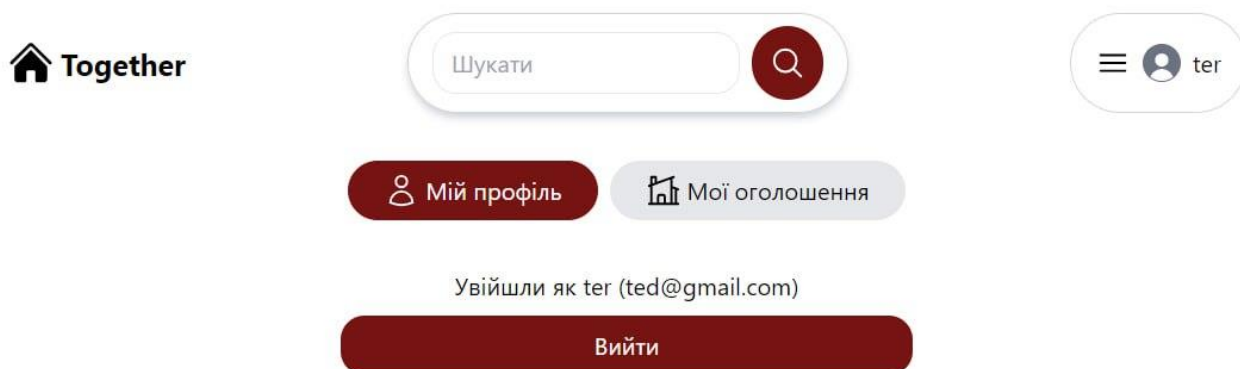 Together
Шукати
ter
Мій профіль
Мої оголошення
Увійшли як ter (ted@gmail.com)
Вийти